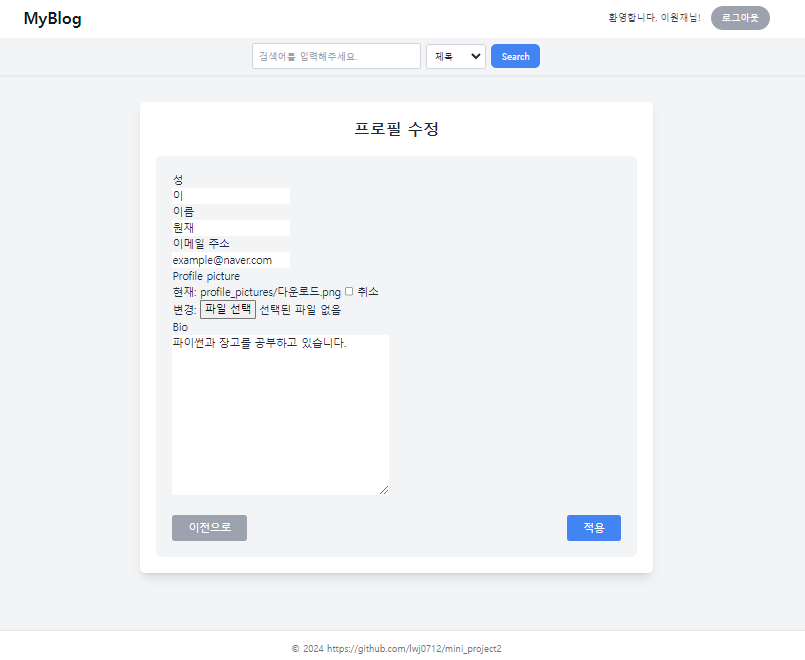 MyBlog
환영합니다, 이원재님!
로그아웃
검색어를 입력해주세요.
제목
Search
프로필 수정
성
이
이름
원재
이메일 주소
example@naver.com
Profile picture
현재: profile_pictures/다운로드.png 취소
변경: 파일 선택 선택된 파일 없음
Bio
파이썬과 장고를 공부하고 있습니다.
이전으로
적용
© 2024 https://github.com/lwj0712/mini_project2